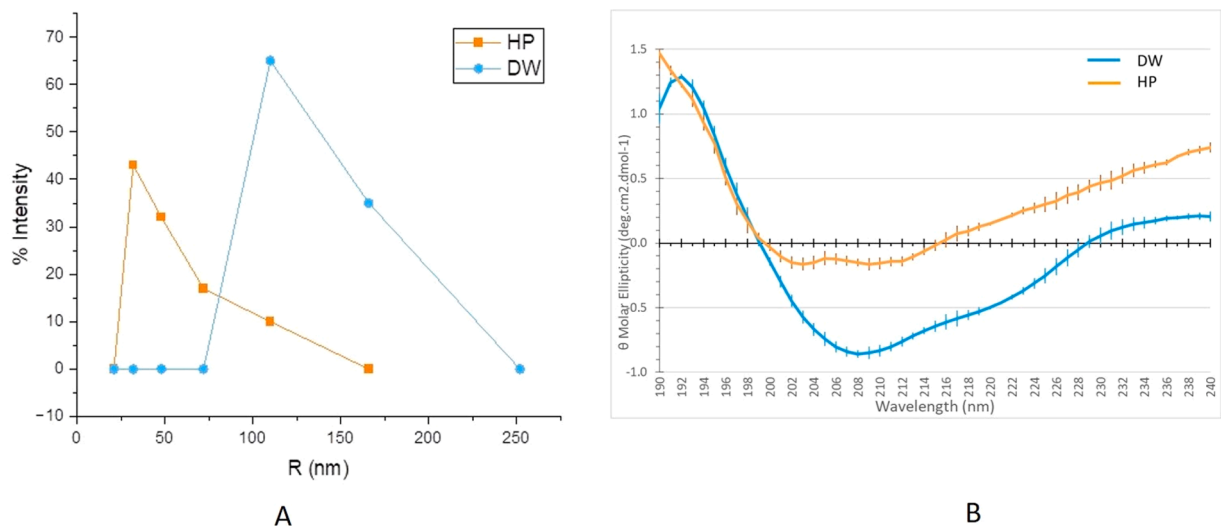 70
60
50
40
30
20
10
0
−10
% Intensity
HP
DW
0 50 100 150 200 250
R (nm)
A
θ Molar Ellipticity (deg.cm2.dmol-1)
1.5
1.0
0.5
0.0
-0.5
-1.0
DW
HP
190 192 194 196 198 200 202 204 206 208 210 212 214 216 218 220 222 224 226 228 230 232 234 236 238 240
Wavelength (nm)
B